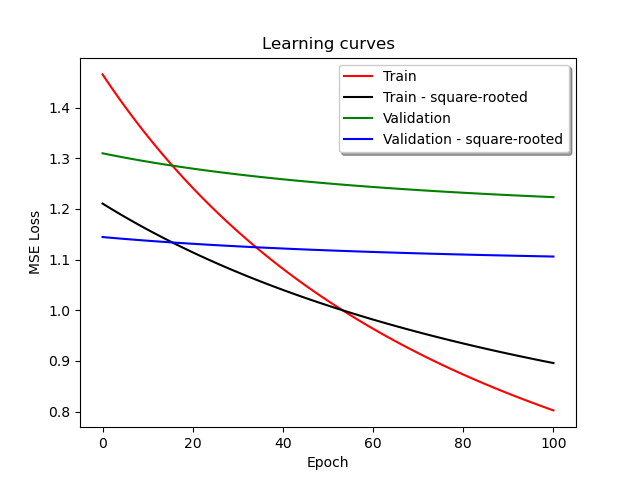 Learning curves
Train
Train - square-rooted
Validation
Validation - square-rooted
MSE Loss
1.4
1.3
1.2
1.1
1.0
0.9
0.8
0 20 40 60 80 100
Epoch